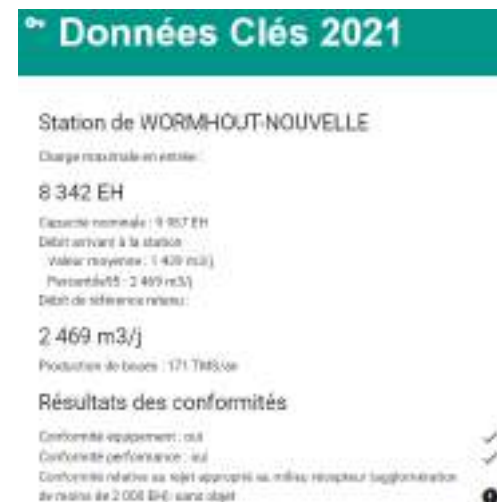 Données Clés 2021
Station de WORMHOUT-NOUVELLE
Charge maximale en entrée :
8 342 EH
Capacité nominale : 9 967 EH
Débit arrivant à la station
Valeur moyenne : 1 439 m3/j
Percentile95 : 2 469 m3/j
Débit de référence retenu :
2 469 m3/j
Production de boues : 171 TMS/an
Résultats des conformités
Conformité équipement : oui
Conformité performance : oui
Conformité relative au rejet approprié au milieu récepteur (agglomération
de moins de 2 000 EH): sans objet